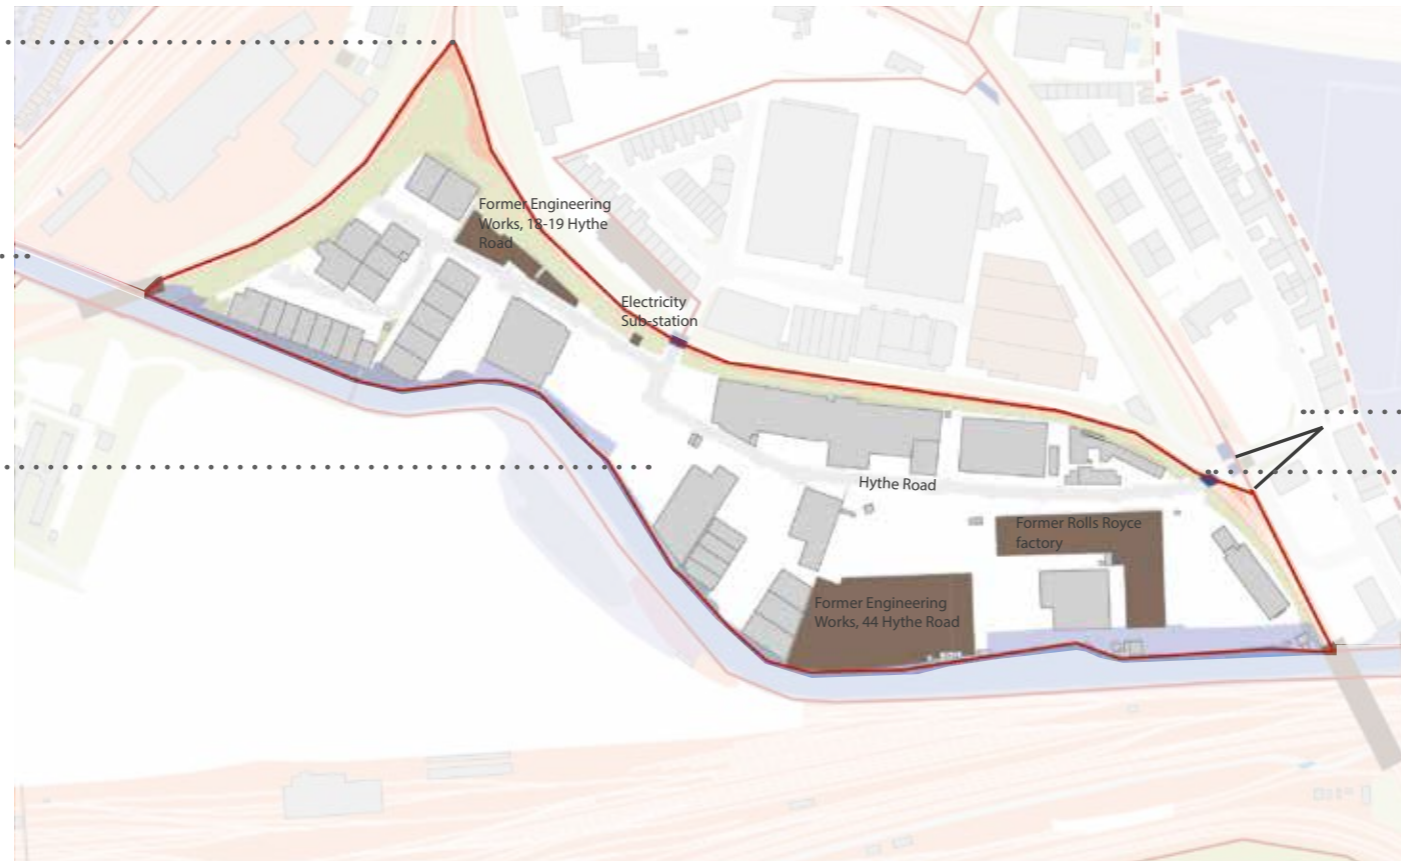 Former Engineering
Works, 18-19 Hythe
Road
Electricity
Sub-station
Hythe Road
Former Rolls Royce
factory
Former Engineering
Works, 44 Hythe Road